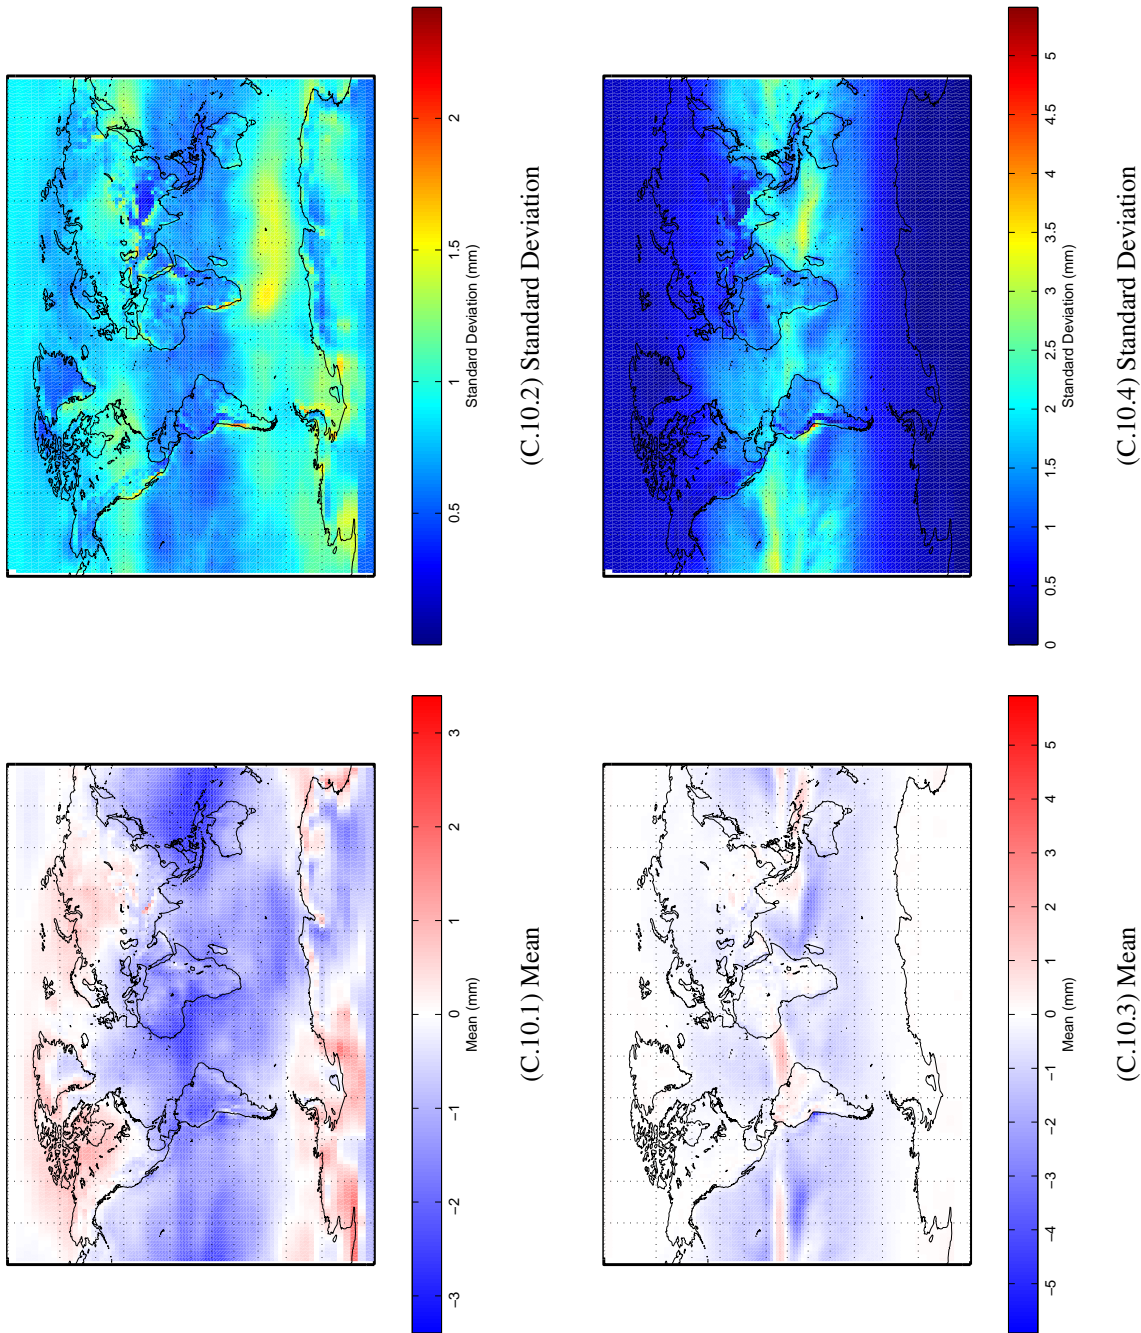 −3 −2 −1 0 1 2 3
Mean (mm)
(C.10.1) Mean
0.5 1 1.5 2
Standard Deviation (mm)
(C.10.2) Standard Deviation
−5 −4 −3 −2 −1 0 1 2 3 4 5
Mean (mm)
(C.10.3) Mean
0 0.5 1 1.5 2 2.5 3 3.5 4 4.5 5
Standard Deviation (mm)
(C.10.4) Standard Deviation